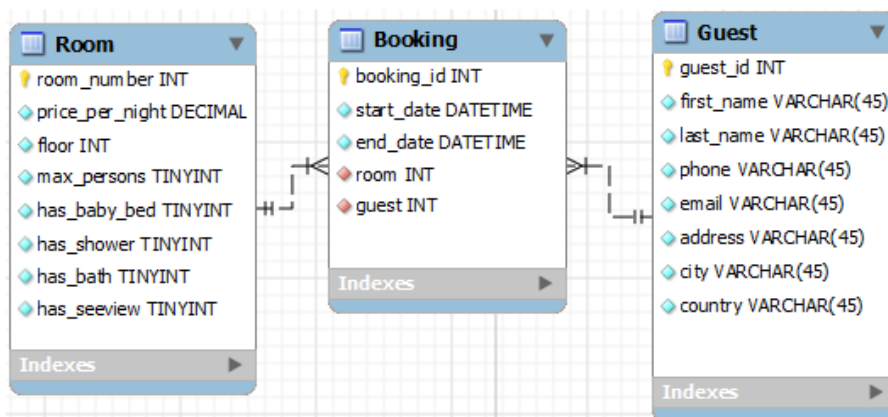 Room
room_number INT
price_per_night DECIMAL
floor INT
max_persons TINYINT
has_baby_bed TINYINT
has_shower TINYINT
has_bath TINYINT
has_seeview TINYINT
Indexes
Booking
booking_id INT
start_date DATETIME
end_date DATETIME
room INT
guest INT
Indexes
Guest
guest_id INT
first_name VARCHAR(45)
last_name VARCHAR(45)
phone VARCHAR(45)
email VARCHAR(45)
address VARCHAR(45)
city VARCHAR(45)
country VARCHAR(45)
Indexes